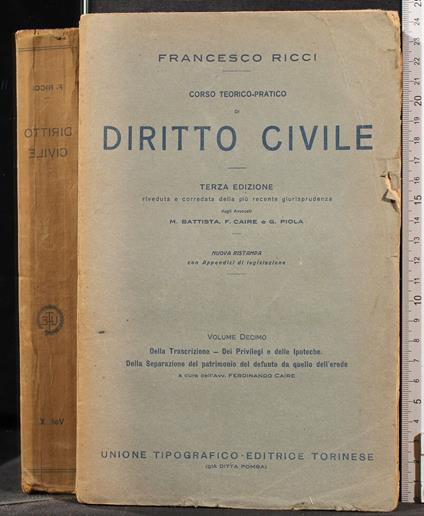 FRANCESCO RICCI
CORSO TEORICO-PRATICO
DI
DIRITTO CIVILE
TERZA EDIZIONE
riveduta e corredata della più recente giurisprudenza
dagli Avvocati
M. BATTISTA, F. CAIRE e G. PIOLA
NUOVA RISTAMPA
con Appendici di legislazione
VOLUME DECIMO
Della Trascrizione — Dei Privilegi e delle Ipoteche.
Della Separazione del patrimonio del defunto da quello dell'erede
a cura dell'Avv. FERDINANDO CAIRE
UNIONE TIPOGRAFICO-EDITRICE TORINESE
(GIÀ DITTA POMBA)
F. RICCI
DIRITTO
CIVILE
Vol. X